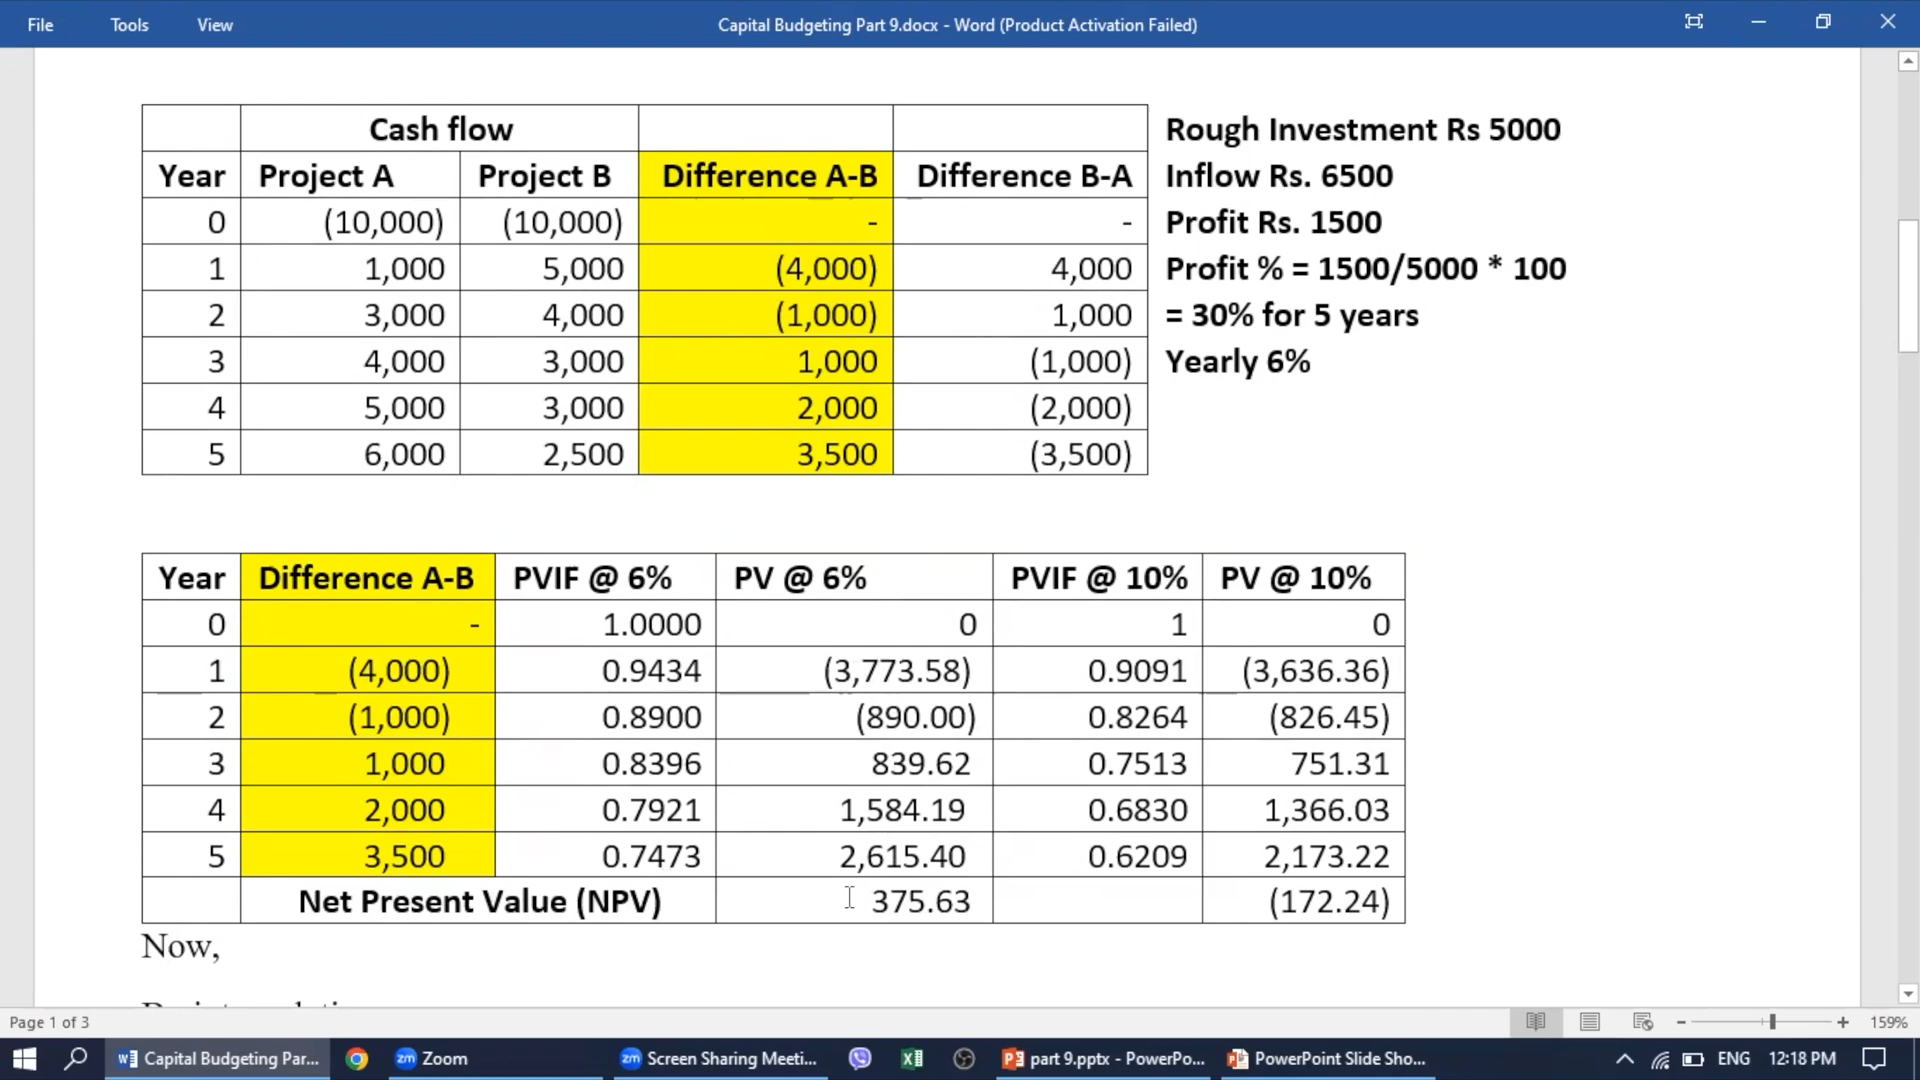 File Tools View Capital Budgeting Part 9.docx - Word (Product Activation Failed)
Cash flow
Year Project A Project B Difference A-B Difference B-A
0 (10,000) (10,000) - -
1 1,000 5,000 (4,000) 4,000
2 3,000 4,000 (1,000) 1,000
3 4,000 3,000 1,000 (1,000)
4 5,000 3,000 2,000 (2,000)
5 6,000 2,500 3,500 (3,500)
Rough Investment Rs 5000
Inflow Rs. 6500
Profit Rs. 1500
Profit % = 1500/5000 * 100
= 30% for 5 years
Yearly 6%
Year Difference A-B PVIF @ 6% PV @ 6% PVIF @ 10% PV @ 10%
0 - 1.0000 0 1 0
1 (4,000) 0.9434 (3,773.58) 0.9091 (3,636.36)
2 (1,000) 0.8900 (890.00) 0.8264 (826.45)
3 1,000 0.8396 839.62 0.7513 751.31
4 2,000 0.7921 1,584.19 0.6830 1,366.03
5 3,500 0.7473 2,615.40 0.6209 2,173.22
Net Present Value (NPV) 375.63 (172.24)
Now,
Page 1 of 3 159%
Capital Budgeting Par... Zoom Screen Sharing Meeti... part 9.pptx - PowerPo... PowerPoint Slide Sho... ENG 12:18 PM